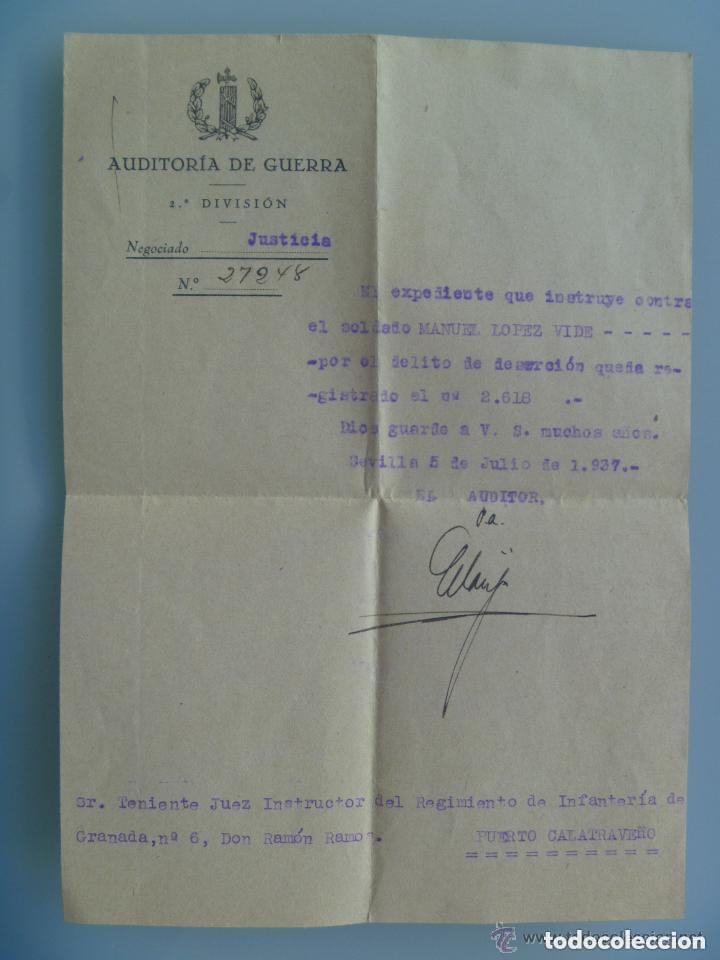 AUDITORÍA DE GUERRA
2.ª DIVISIÓN
Negociado Justicia
N.º 27248
El expediente que instruye contra
el soldado MANUEL LOPEZ VIDE - - - - -
-por el delito de deserción queda re-
-gistrado al nº 2.618 .-
Dios guarde a V. S. muchos años.
Sevilla 5 de Julio de 1.937.-
EL AUDITOR,
Sr. Teniente Juez Instructor del Regimiento de Infantería de
Granada,nº 6, Don Ramón Ramos.
PUERTO CALATRAVEÑO
= = = = = = = = = =
todocoleccion